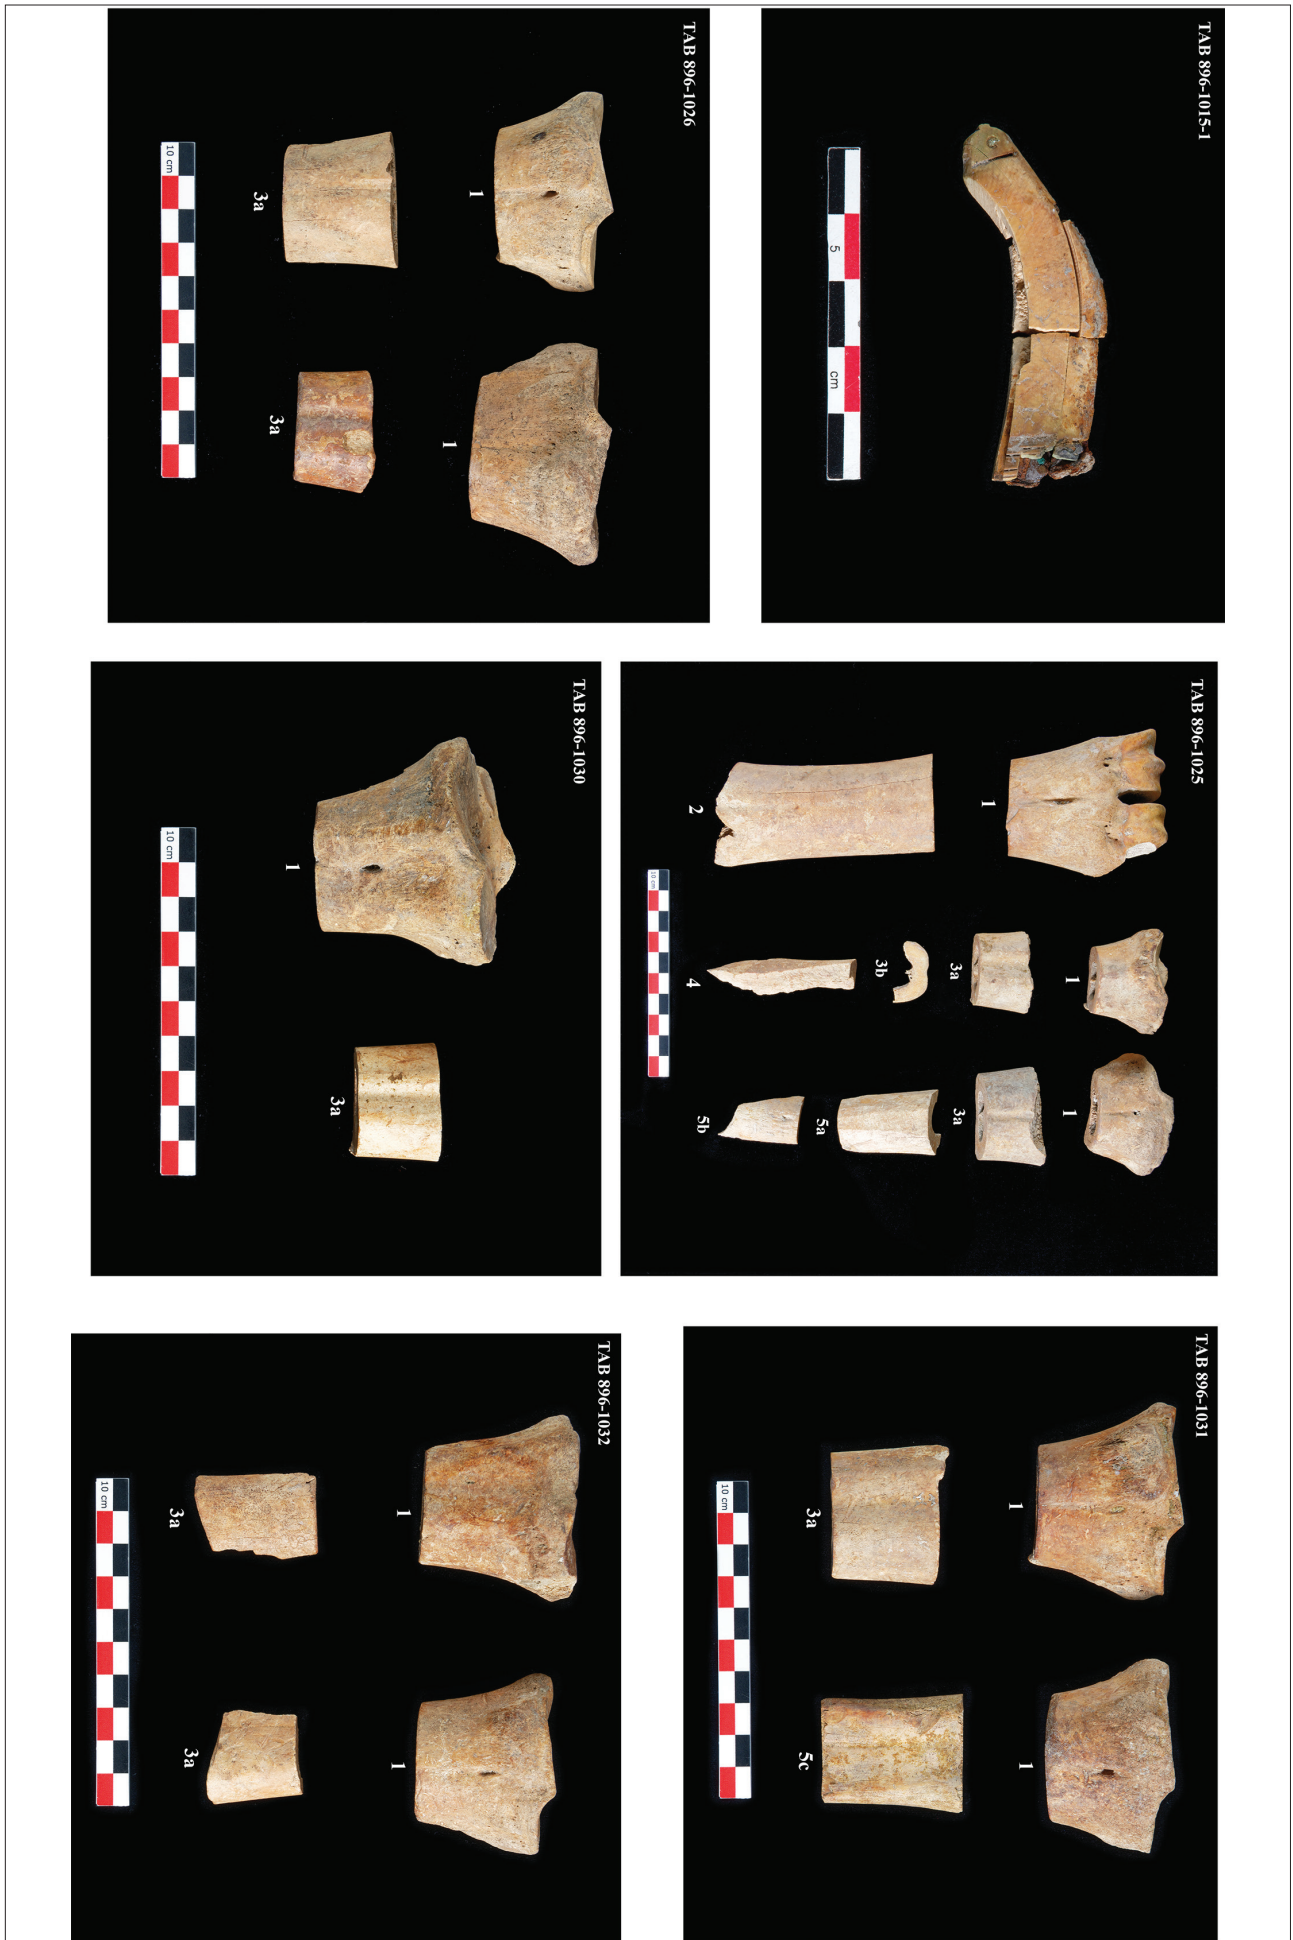 TAB 896-1015-1
5 cm
TAB 896-1025
1 1 1
3a 3a
3b
5a
2 4 5b
10 cm
TAB 896-1031
1 1
3a 5c
10 cm
TAB 896-1026
1 1
3a 3a
10 cm
TAB 896-1030
1
3a
10 cm
TAB 896-1032
1 1
3a 3a
10 cm